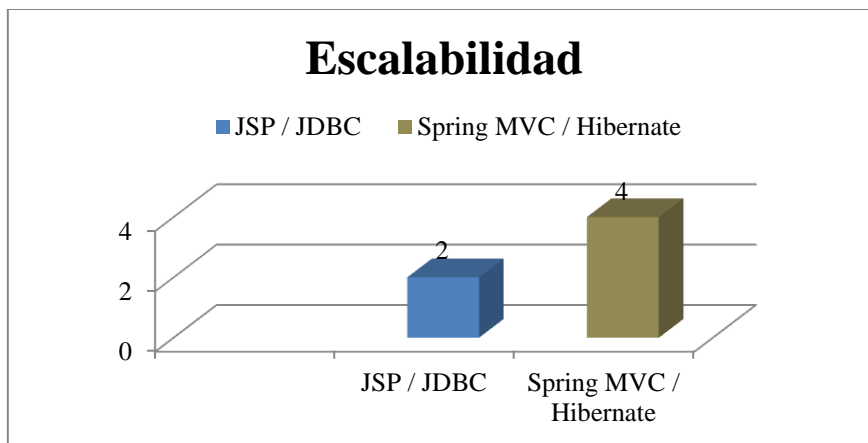 Escalabilidad
JSP / JDBC Spring MVC / Hibernate
4
2
4
2
0
JSP / JDBC Spring MVC /
Hibernate